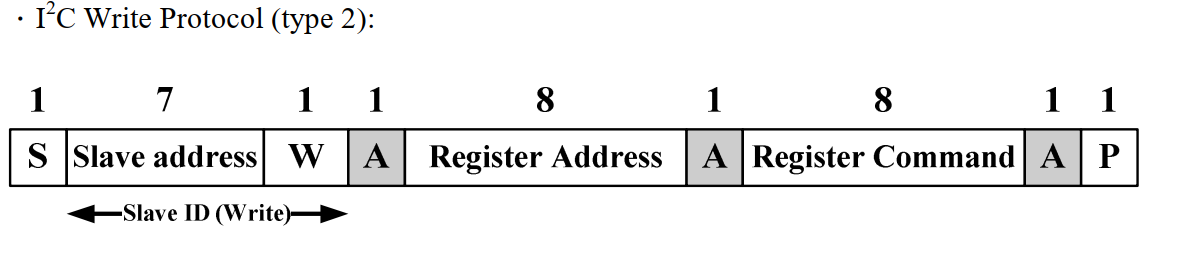 · I²C Write Protocol (type 2):
1 7 1 1 8 1 8 1 1
S Slave address W A Register Address A Register Command A P
Slave ID (Write)